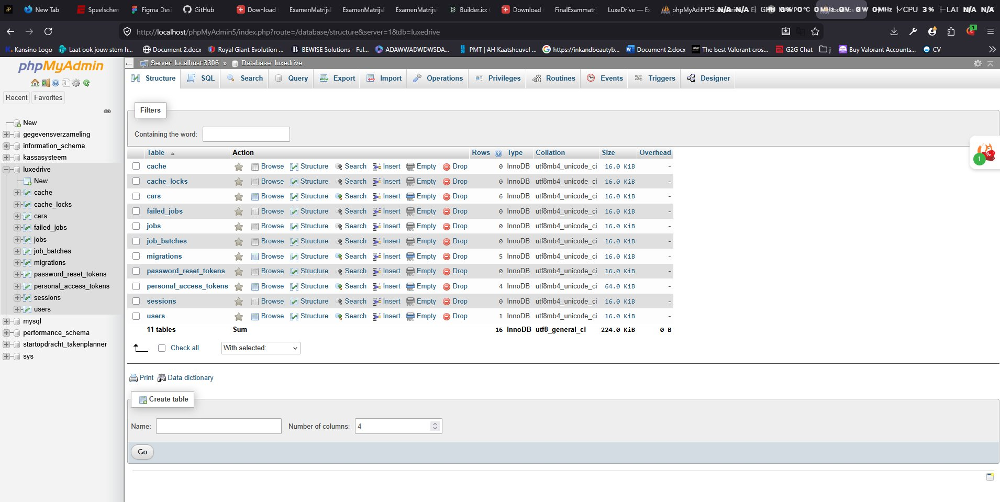 New Tab
Speelscher
Figma Desi
GitHub
Download
ExamenMatrijs
ExamenMatrijs
ExamenMatrijs
Builder.io:
Download
FinalExammatri
LuxeDrive — Ex
phpMyAdm
FPS N/A N/A | GPU 0 % 0 °C 0 MHz 0 V 0 W 0 MHz CPU 3 % LAT N/A N/A
http://localhost/phpMyAdmin5/index.php?route=/database/structure&server=1&db=luxedrive
1
Kansino Logo
Laat ook jouw stem h...
Document 2.docx
Royal Giant Evolution ...
BEWISE Solutions - Ful...
ADAWWADWDWSDA...
PMT | AH Kaatsheuvel ...
https://inkandbeautyb...
Document 2.docx
The best Valorant cros...
G2G Chat
j
Buy Valorant Accounts...
CV
phpMyAdmin
Recent
Favorites
New
gegevensverzameling
information_schema
kassasysteem
luxedrive
New
cache
cache_locks
cars
failed_jobs
jobs
job_batches
migrations
password_reset_tokens
personal_access_tokens
sessions
users
mysql
performance_schema
startopdracht_takenplanner
sys
Server: localhost:3306 » Database: luxedrive
Structure
SQL
Search
Query
Export
Import
Operations
Privileges
Routines
Events
Triggers
Designer
Filters
Containing the word:
Table Action Rows Type Collation Size Overhead
cache Browse Structure Search Insert Empty Drop 0 InnoDB utf8mb4_unicode_ci 16.0 KiB -
cache_locks Browse Structure Search Insert Empty Drop 0 InnoDB utf8mb4_unicode_ci 16.0 KiB -
cars Browse Structure Search Insert Empty Drop 6 InnoDB utf8mb4_unicode_ci 16.0 KiB -
failed_jobs Browse Structure Search Insert Empty Drop 0 InnoDB utf8mb4_unicode_ci 16.0 KiB -
jobs Browse Structure Search Insert Empty Drop 0 InnoDB utf8mb4_unicode_ci 16.0 KiB -
job_batches Browse Structure Search Insert Empty Drop 0 InnoDB utf8mb4_unicode_ci 16.0 KiB -
migrations Browse Structure Search Insert Empty Drop 5 InnoDB utf8mb4_unicode_ci 16.0 KiB -
password_reset_tokens Browse Structure Search Insert Empty Drop 0 InnoDB utf8mb4_unicode_ci 16.0 KiB -
personal_access_tokens Browse Structure Search Insert Empty Drop 4 InnoDB utf8mb4_unicode_ci 64.0 KiB -
sessions Browse Structure Search Insert Empty Drop 0 InnoDB utf8mb4_unicode_ci 16.0 KiB -
users Browse Structure Search Insert Empty Drop 1 InnoDB utf8mb4_unicode_ci 16.0 KiB -
11 tables Sum 16 InnoDB utf8_general_ci 224.0 KiB 0 B
Check all
With selected:
Print
Data dictionary
Create table
Name:
Number of columns: 4
Go
1